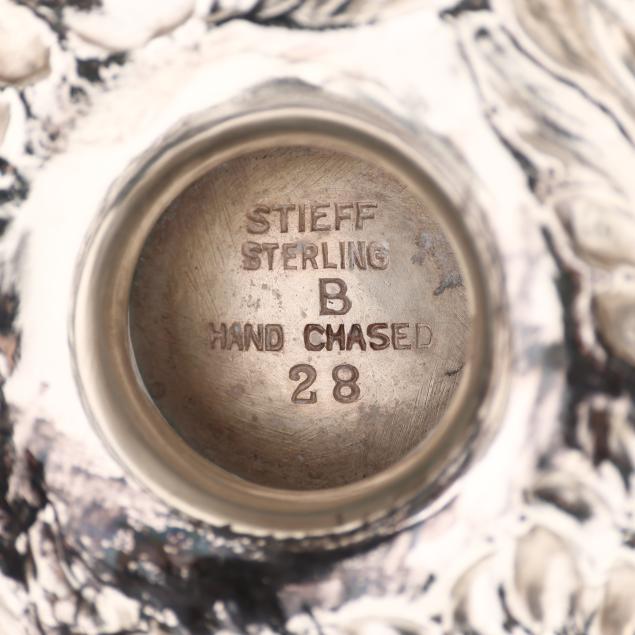 STIEFF
STERLING
B
HAND CHASED
28